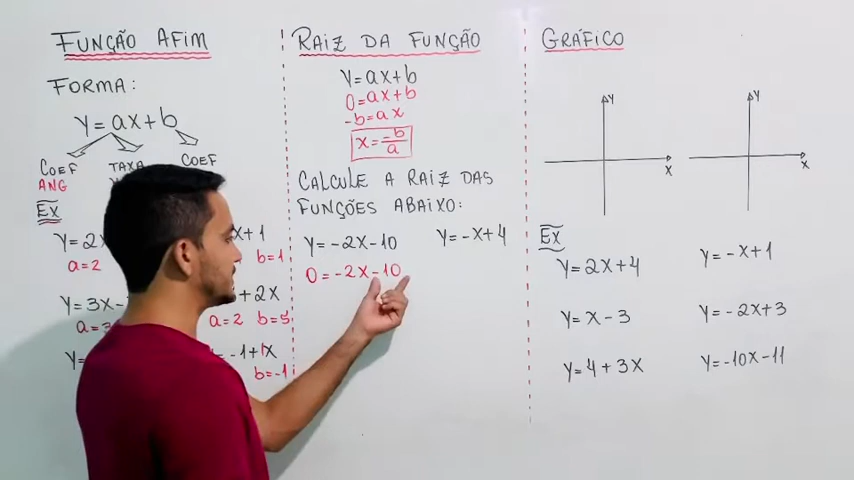 FUNÇÃO AFIM
FORMA:
Y=ax+b
COEF
ANG
TAXA
COEF
EX
a=2
x+1
b=1
Y=3X-
a=3
+2X
a=2 b=5
-1+1X
b=-1
RAIZ DA FUNÇÃO
Y=ax+b
0=ax+b
-b=ax
x=-b/a
CALCULE A RAIZ DAS
FUNÇÕES ABAIXO:
Y=-2X-10
Y=-X+4
0=-2X-10
GRÁFICO
Y
X
Y
X
EX
Y=2X+4
Y=-X+1
Y=X-3
Y=-2X+3
Y=4+3X
Y=-10X-11